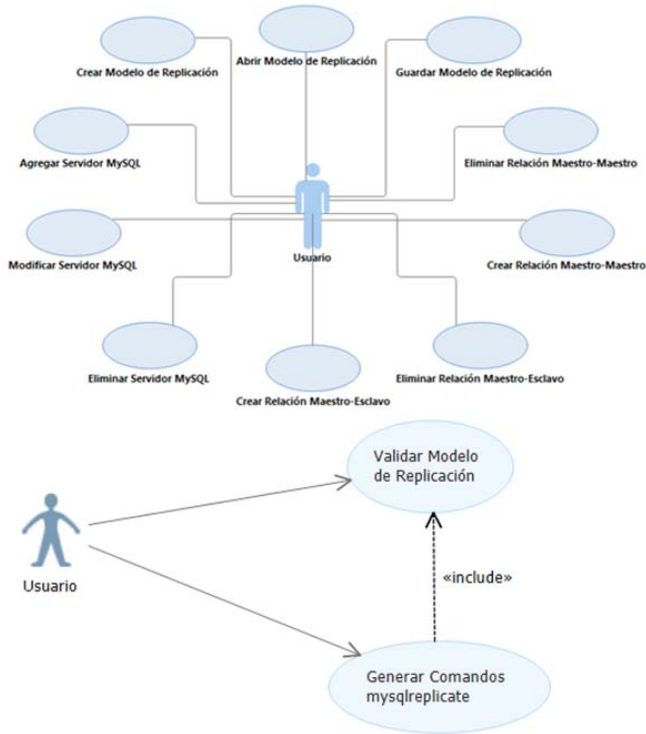 Abrir Modelo de Replicación
Crear Modelo de Replicación
Guardar Modelo de Replicación
Agregar Servidor MySQL
Eliminar Relación Maestro-Maestro
Usuario
Modificar Servidor MySQL
Crear Relación Maestro-Maestro
Eliminar Servidor MySQL
Eliminar Relación Maestro-Esclavo
Crear Relación Maestro-Esclavo
Validar Modelo
de Replicación
Usuario
«include»
Generar Comandos
mysqlreplicate